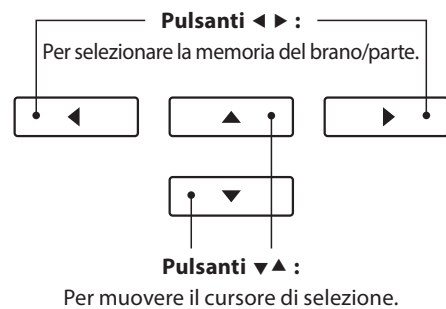 Pulsanti ◀ ▶ :
Per selezionare la memoria del brano/parte.
◀ ▲ ▶
▼
Pulsanti ▼▲ :
Per muovere il cursore di selezione.